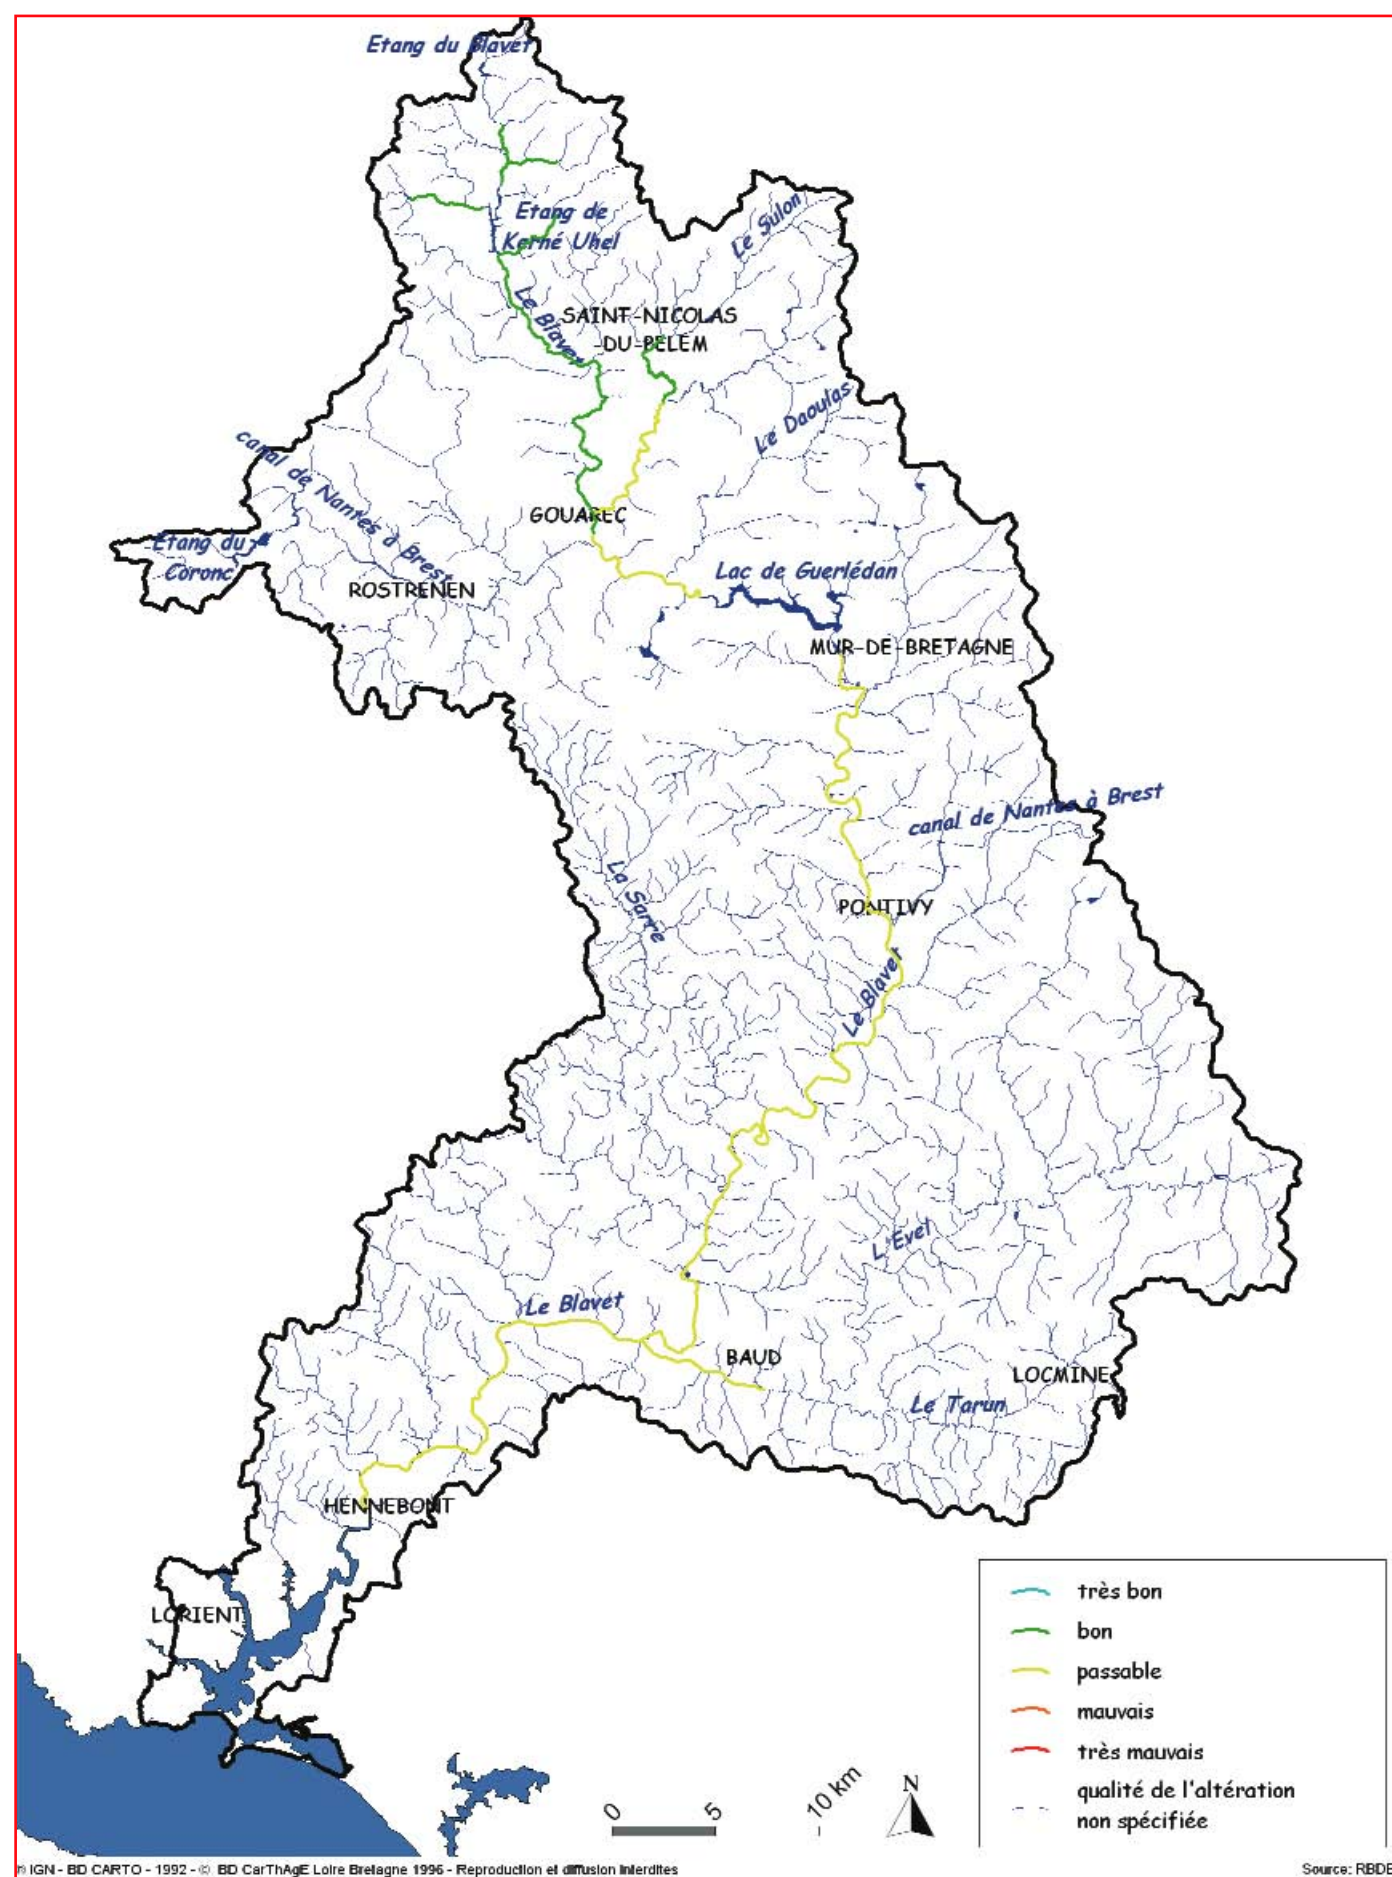 Etang du Blavet
Le Sulon
Etang de
Kerné Uhel
Le Blavet
SAINT-NICOLAS
-DU-PELEM
Le Daoulas
canal de Nantes à Brest
GOUAREC
Etang du
Coronc
ROSTRENEN
Lac de Guerlédan
MUR-DE-BRETAGNE
canal de Nantes à Brest
La Sarre
PONTIVY
Le Blavet
L'Evel
Le Blavet
BAUD
LOCMINE
Le Tarun
HENNEBONT
LORIENT
très bon
bon
passable
mauvais
très mauvais
qualité de l'altération
non spécifiée
0 5 10 km
N
© IGN - BD CARTO - 1992 - © BD CarThAgE Loire Bretagne 1996 - Reproduction et diffusion interdites
Source: RBDE